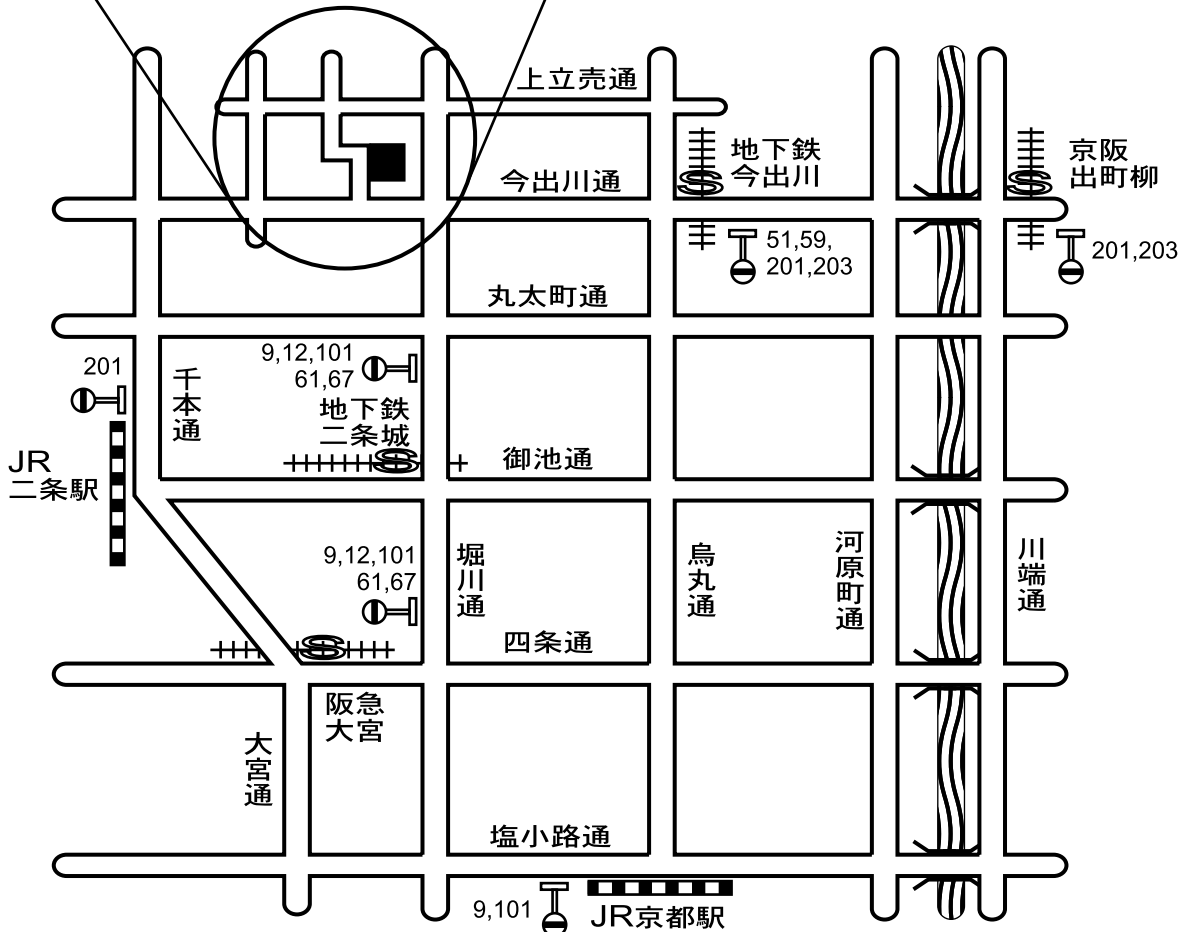 上立売通
地下鉄
今出川
京阪
出町柳
今出川通
51,59,
201,203
201,203
丸太町通
201
9,12,101
61,67
千本通
地下鉄
二条城
御池通
JR
二条駅
9,12,101
61,67
堀川通
烏丸通
河原町通
川端通
四条通
阪急
大宮
大宮通
塩小路通
9,101
JR京都駅